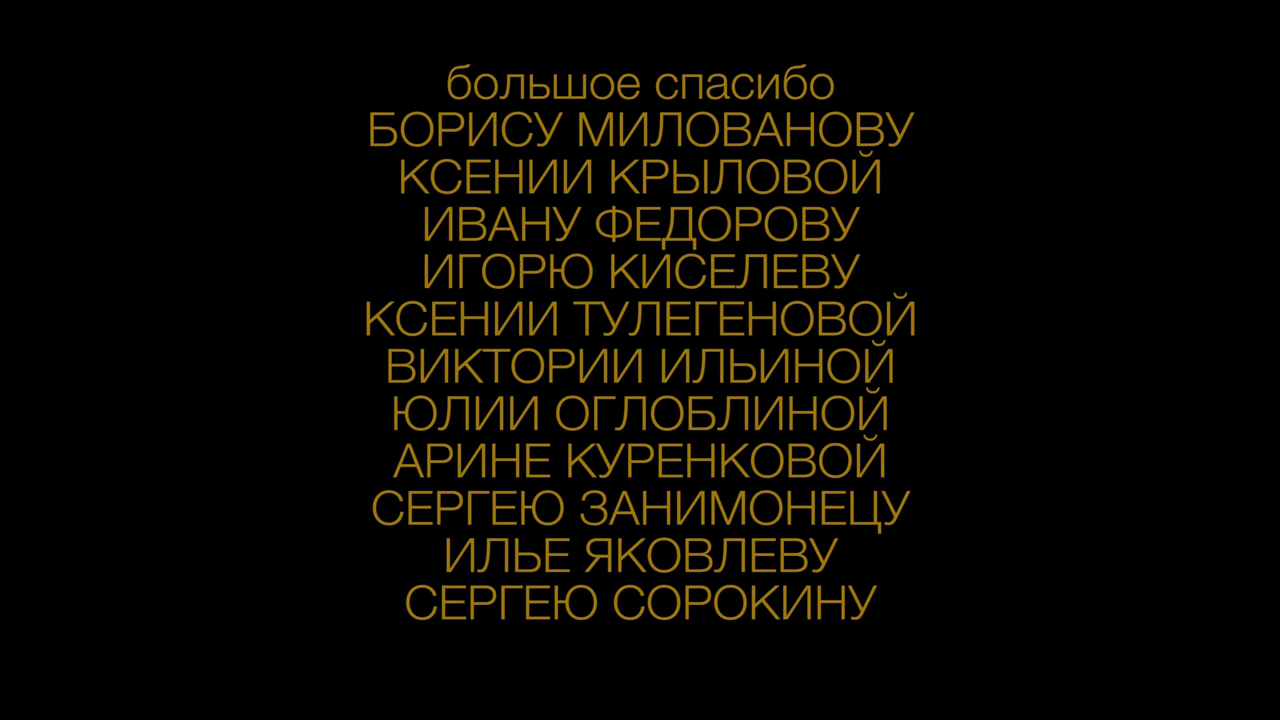 большое спасибо
БОРИСУ МИЛОВАНОВУ
КСЕНИИ КРЫЛОВОЙ
ИВАНУ ФЕДОРОВУ
ИГОРЮ КИСЕЛЕВУ
КСЕНИИ ТУЛЕГЕНОВОЙ
ВИКТОРИИ ИЛЬИНОЙ
ЮЛИИ ОГЛОБЛИНОЙ
АРИНЕ КУРЕНКОВОЙ
СЕРГЕЮ ЗАНИМОНЕЦУ
ИЛЬЕ ЯКОВЛЕВУ
СЕРГЕЮ СОРОКИНУ